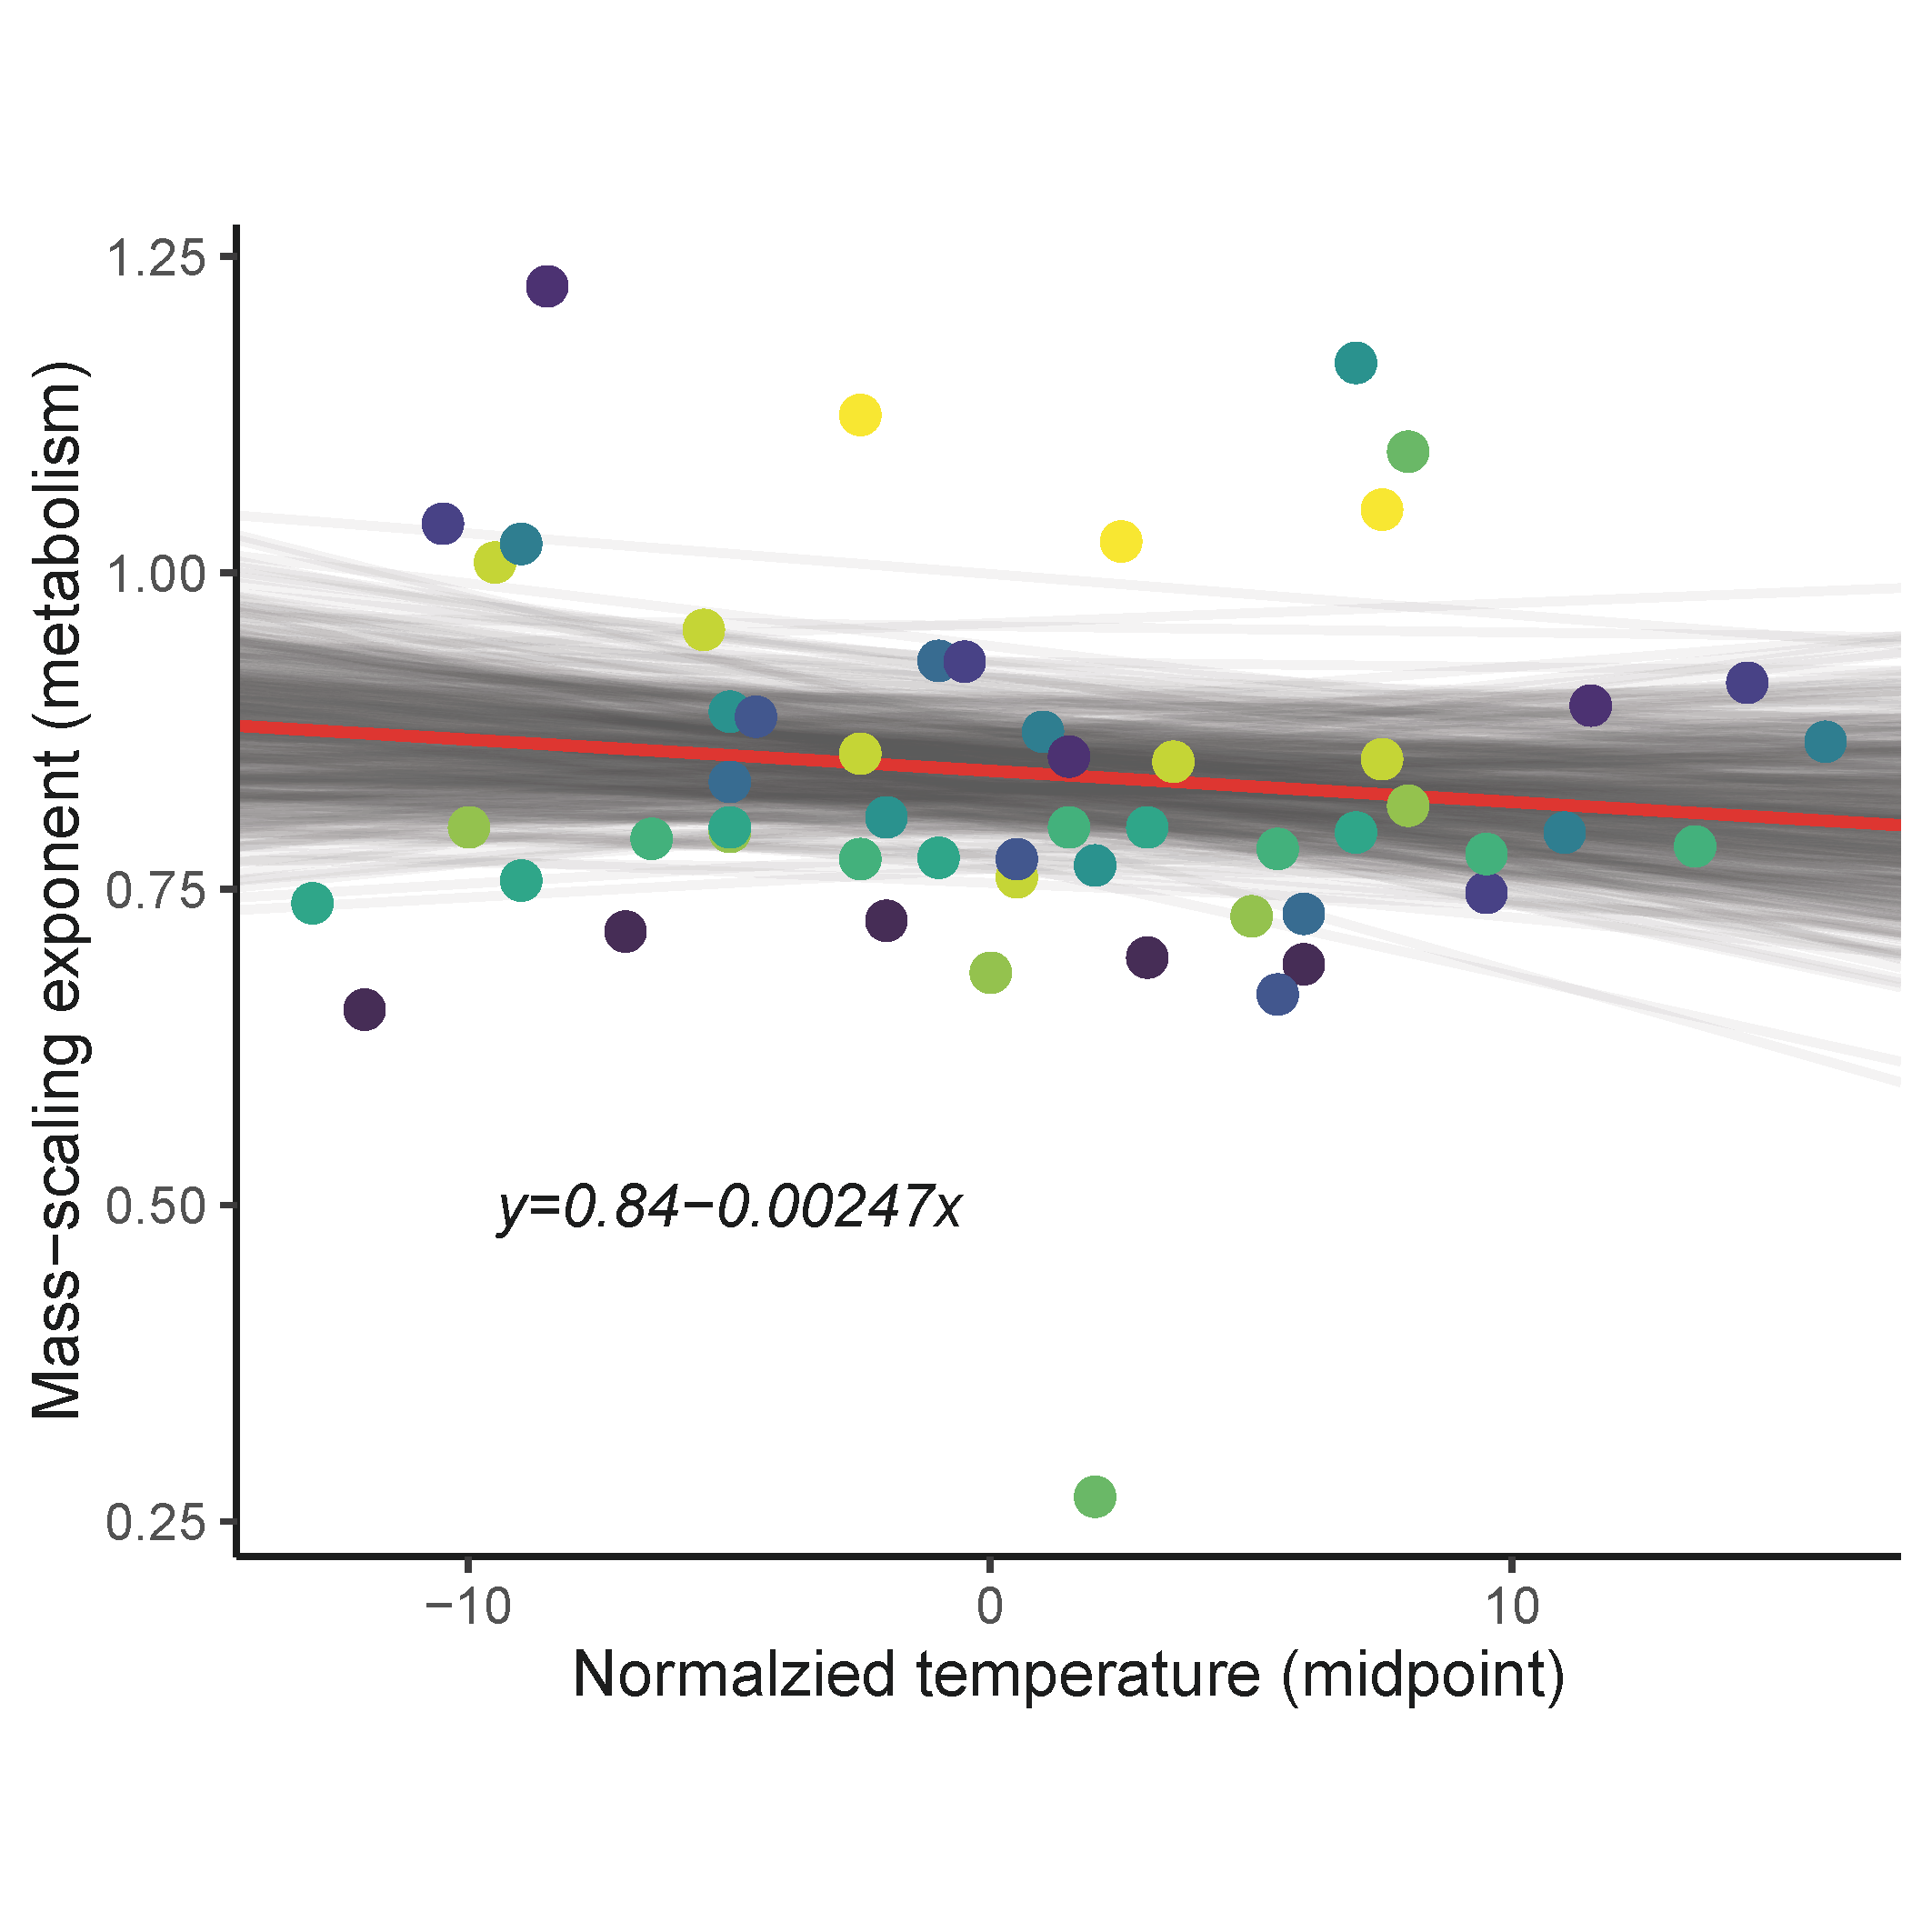 Mass−scaling exponent (metabolism)
1.25
1.00
0.75
0.50
0.25
y=0.84−0.00247x
−10
0
10
Normalzied temperature (midpoint)